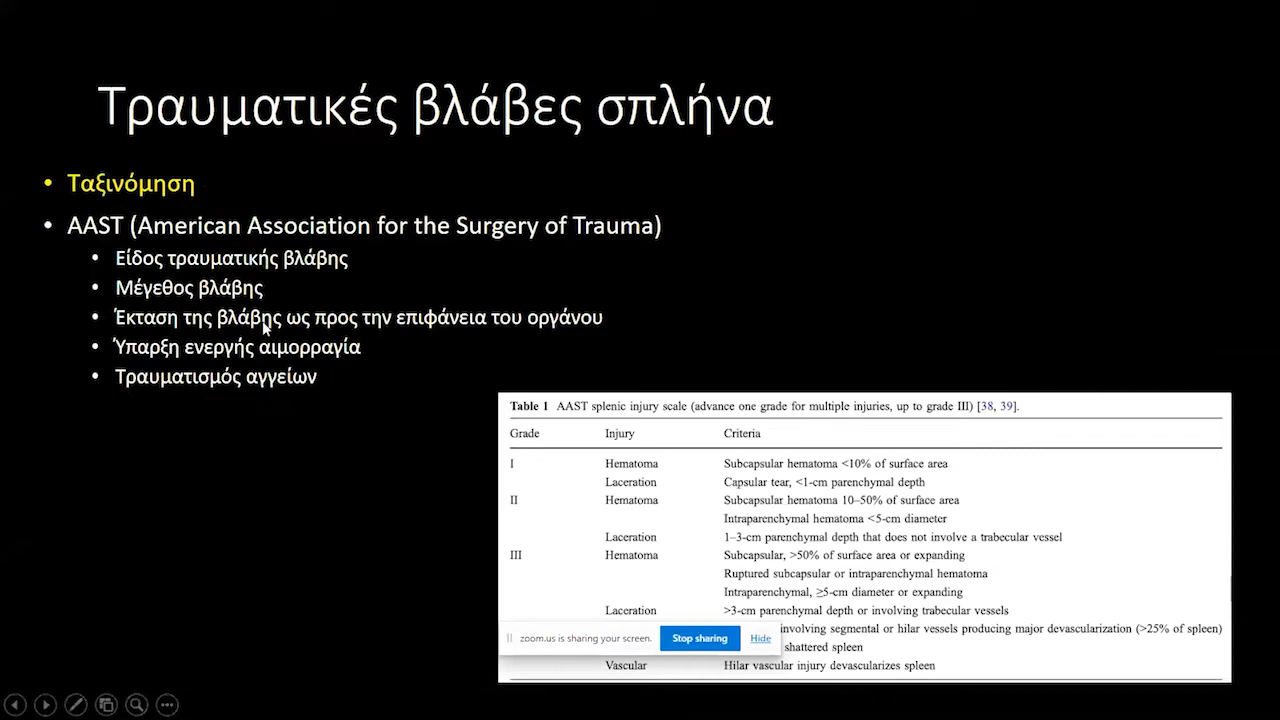 Τραυματικές βλάβες σπλήνα
• Ταξινόμηση
• AAST (American Association for the Surgery of Trauma)
• Είδος τραυματικής βλάβης
• Μέγεθος βλάβης
• Έκταση της βλάβης ως προς την επιφάνεια του οργάνου
• Ύπαρξη ενεργής αιμορραγία
• Τραυματισμός αγγείων
Table 1 AAST splenic injury scale (advance one grade for multiple injuries, up to grade III) [38, 39].
Grade Injury Criteria
I Hematoma Subcapsular hematoma <10% of surface area
Laceration Capsular tear, <1-cm parenchymal depth
II Hematoma Subcapsular hematoma 10–50% of surface area
Intraparenchymal hematoma <5-cm diameter
Laceration 1–3-cm parenchymal depth that does not involve a trabecular vessel
III Hematoma Subcapsular, >50% of surface area or expanding
Ruptured subcapsular or intraparenchymal hematoma
Intraparenchymal, ≥5-cm diameter or expanding
Laceration >3-cm parenchymal depth or involving trabecular vessels
involving segmental or hilar vessels producing major devascularization (>25% of spleen)
zoom.us is sharing your screen. Stop sharing Hide
shattered spleen
Vascular Hilar vascular injury devascularizes spleen